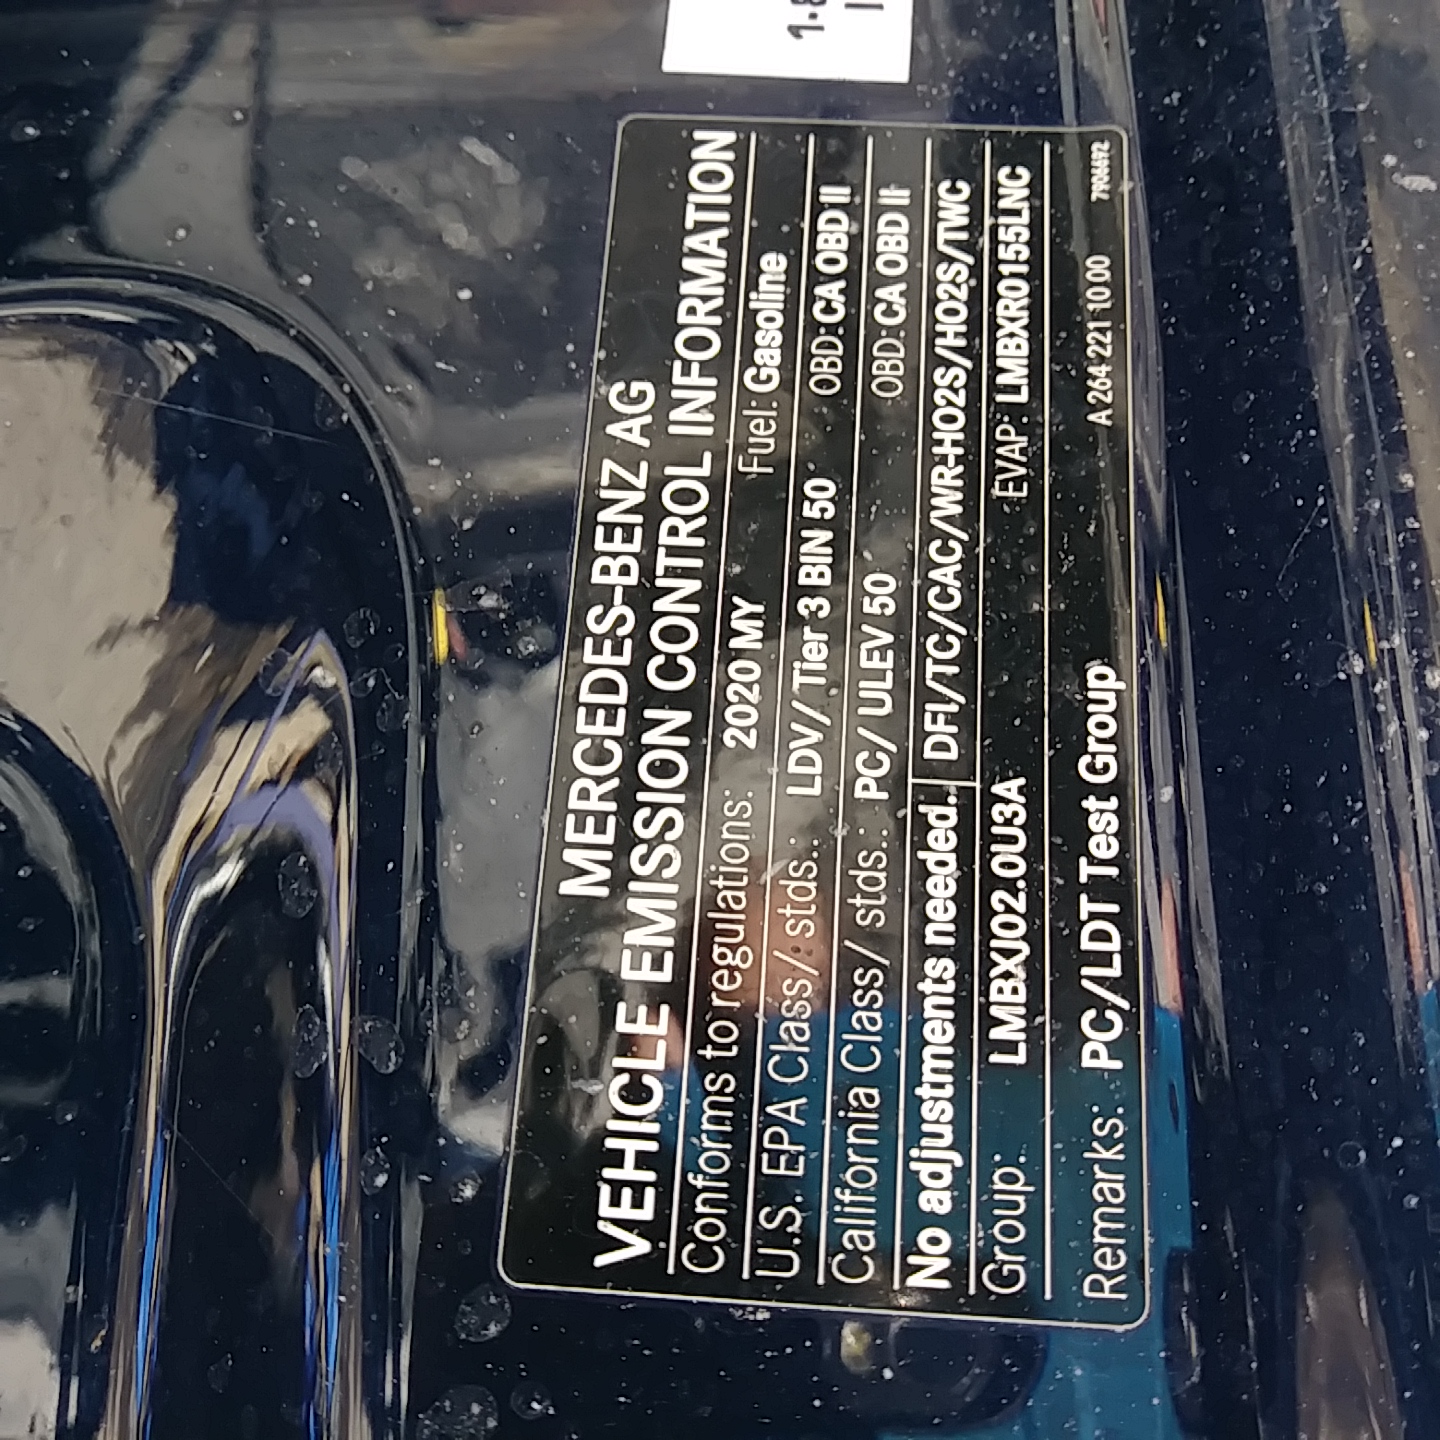 MERCEDES-BENZ AG
VEHICLE EMISSION CONTROL INFORMATION
Conforms to regulations: 2020 MY Fuel: Gasoline
U.S. EPA Class/ stds.: LDV/ Tier 3 BIN 50 OBD: CA OBD II
California Class/ stds.: PC/ ULEV 50 OBD: CA OBD II
No adjustments needed. DFI/TC/CAC/WR-HO2S/HO2S/TWC
Group: LMBXJ02.0U3A EVAP: LMBXR0155LNC
Remarks: PC/LDT Test Group A 264 221 10 00 7906692